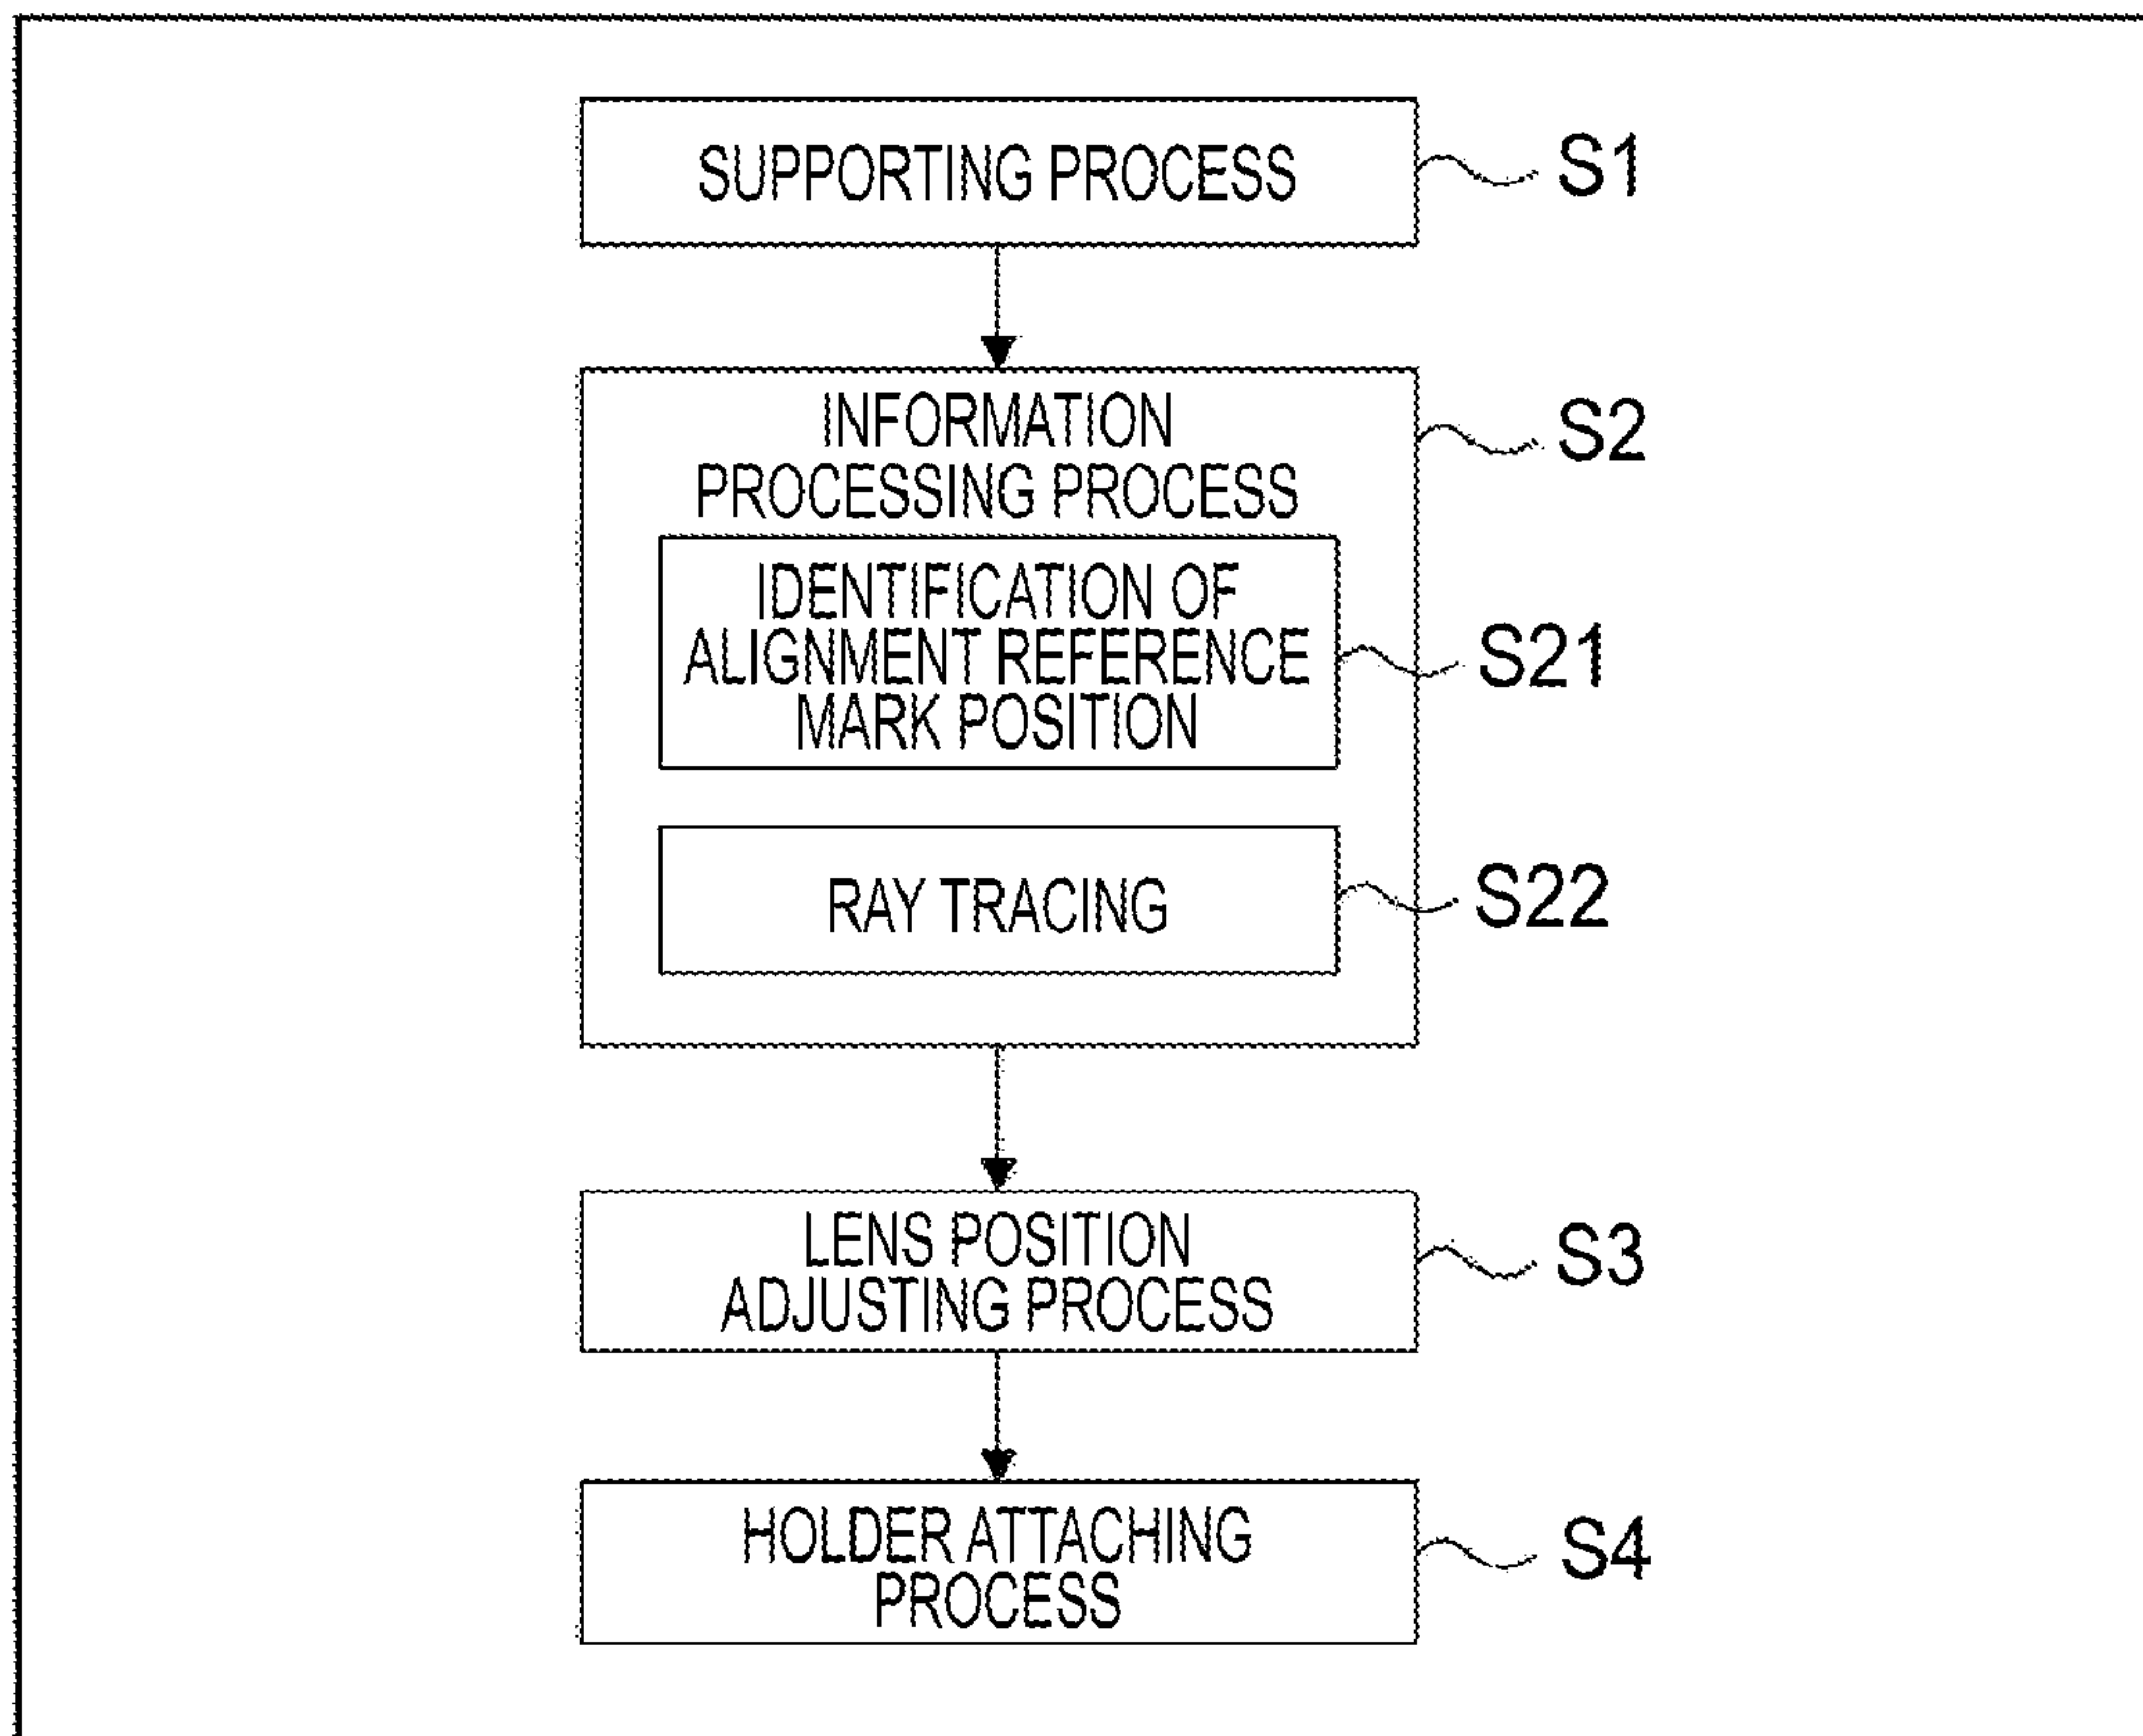 SUPPORTING PROCESS
S1
INFORMATION
PROCESSING PROCESS
S2
IDENTIFICATION OF
ALIGNMENT REFERENCE
MARK POSITION
S21
RAY TRACING
S22
LENS POSITION
ADJUSTING PROCESS
S3
HOLDER ATTACHING
PROCESS
S4